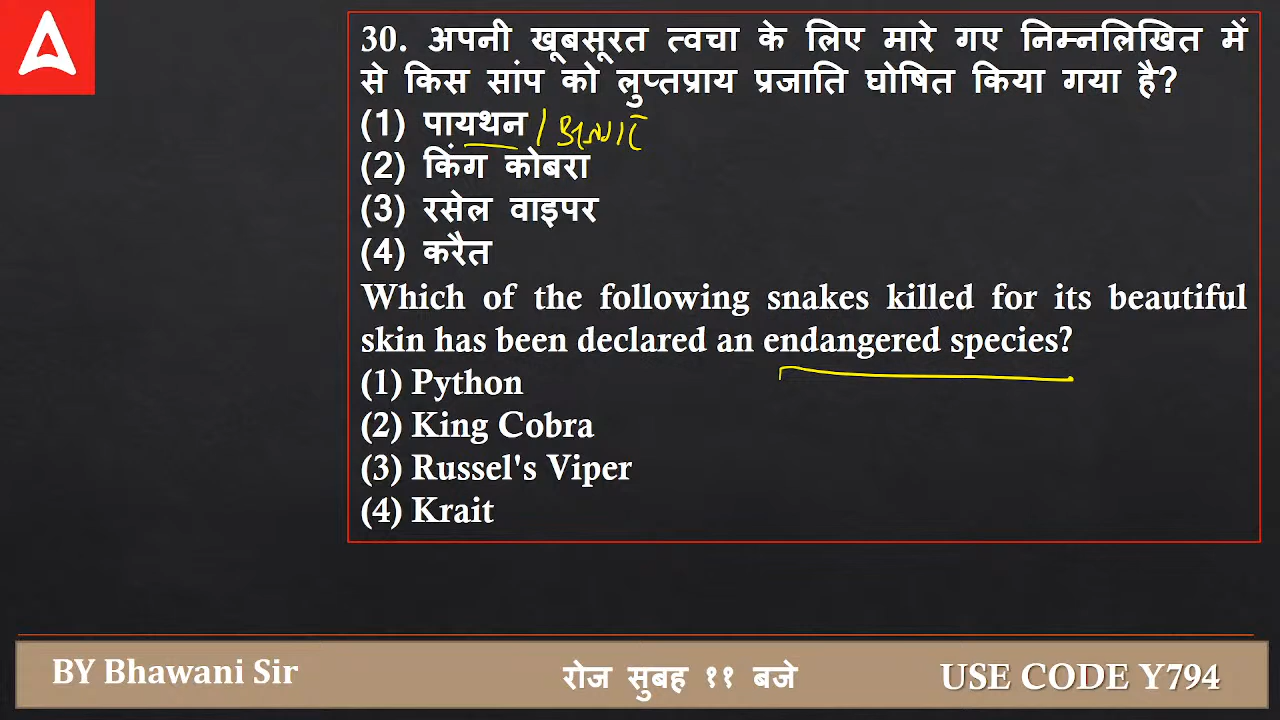 30. अपनी खूबसूरत त्वचा के लिए मारे गए निम्नलिखित में
से किस सांप को लुप्तप्राय प्रजाति घोषित किया गया है?
(1) पायथन
(2) किंग कोबरा
(3) रसेल वाइपर
(4) करैत
Which of the following snakes killed for its beautiful
skin has been declared an endangered species?
(1) Python
(2) King Cobra
(3) Russel's Viper
(4) Krait
BY Bhawani Sir रोज सुबह ११ बजे USE CODE Y794